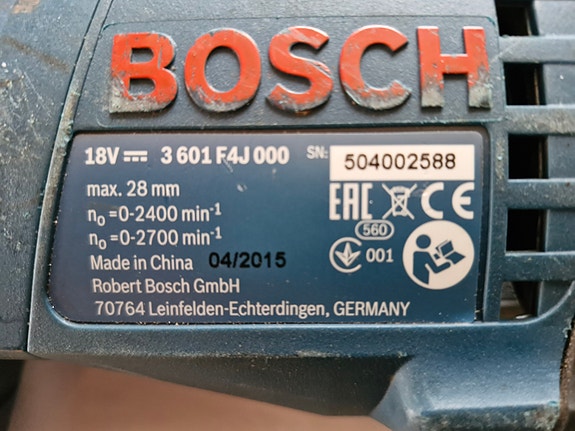 BOSCH
18V 3 601 F4J 000 SN: 504002588
max. 28 mm
n₀ =0-2400 min⁻¹
n₀ =0-2700 min⁻¹
Made in China 04/2015
Robert Bosch GmbH
70764 Leinfelden-Echterdingen, GERMANY
EAC CE
560
001